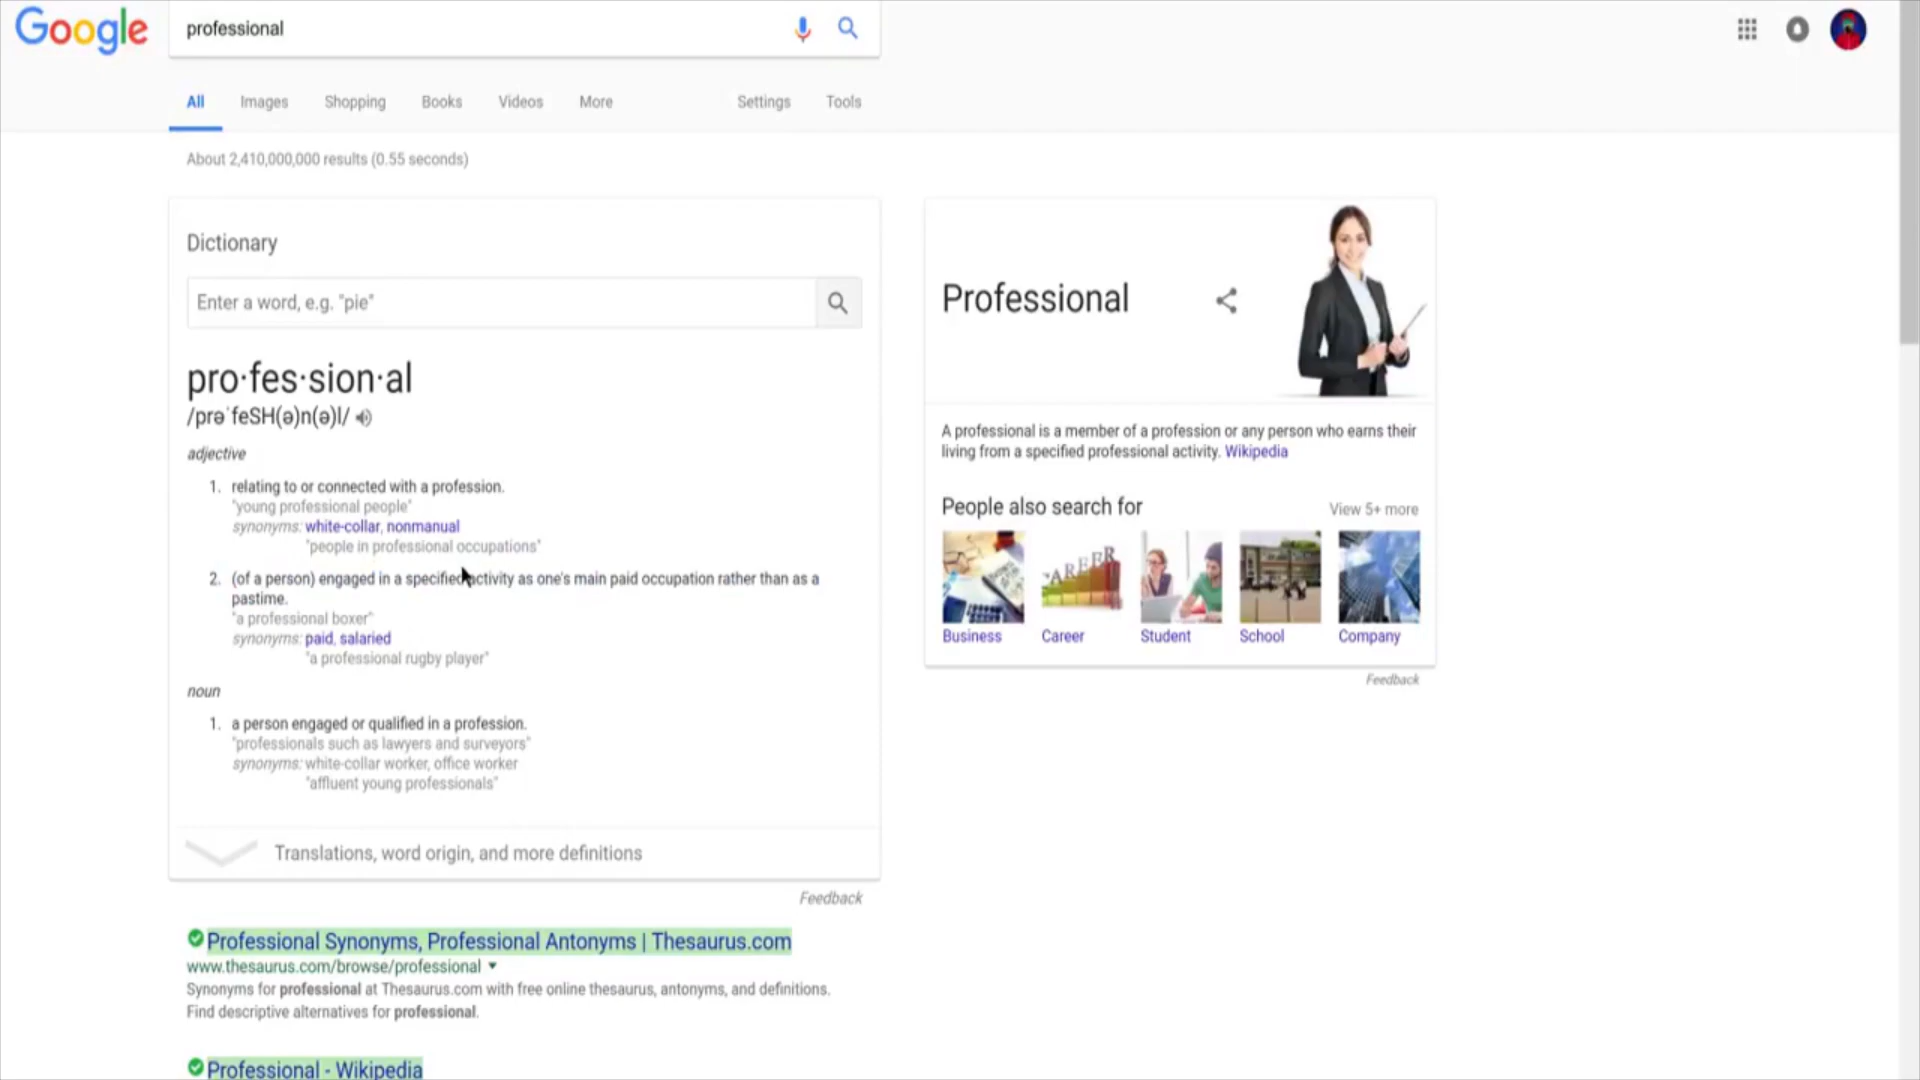 Google
professional
All Images Shopping Books Videos More Settings Tools
About 2,410,000,000 results (0.55 seconds)
Dictionary
Enter a word, e.g. "pie"
pro·fes·sion·al
/prəˈfeSH(ə)n(ə)l/
adjective
1. relating to or connected with a profession.
"young professional people"
synonyms: white-collar, nonmanual
"people in professional occupations"
2. (of a person) engaged in a specified activity as one's main paid occupation rather than as a
pastime.
"a professional boxer"
synonyms: paid, salaried
"a professional rugby player"
noun
1. a person engaged or qualified in a profession.
"professionals such as lawyers and surveyors"
synonyms: white-collar worker, office worker
"affluent young professionals"
Translations, word origin, and more definitions
Feedback
Professional Synonyms, Professional Antonyms | Thesaurus.com
www.thesaurus.com/browse/professional
Synonyms for professional at Thesaurus.com with free online thesaurus, antonyms, and definitions.
Find descriptive alternatives for professional.
Professional - Wikipedia
Professional
A professional is a member of a profession or any person who earns their
living from a specified professional activity. Wikipedia
People also search for View 5+ more
CAREER
Business Career Student School Company
Feedback